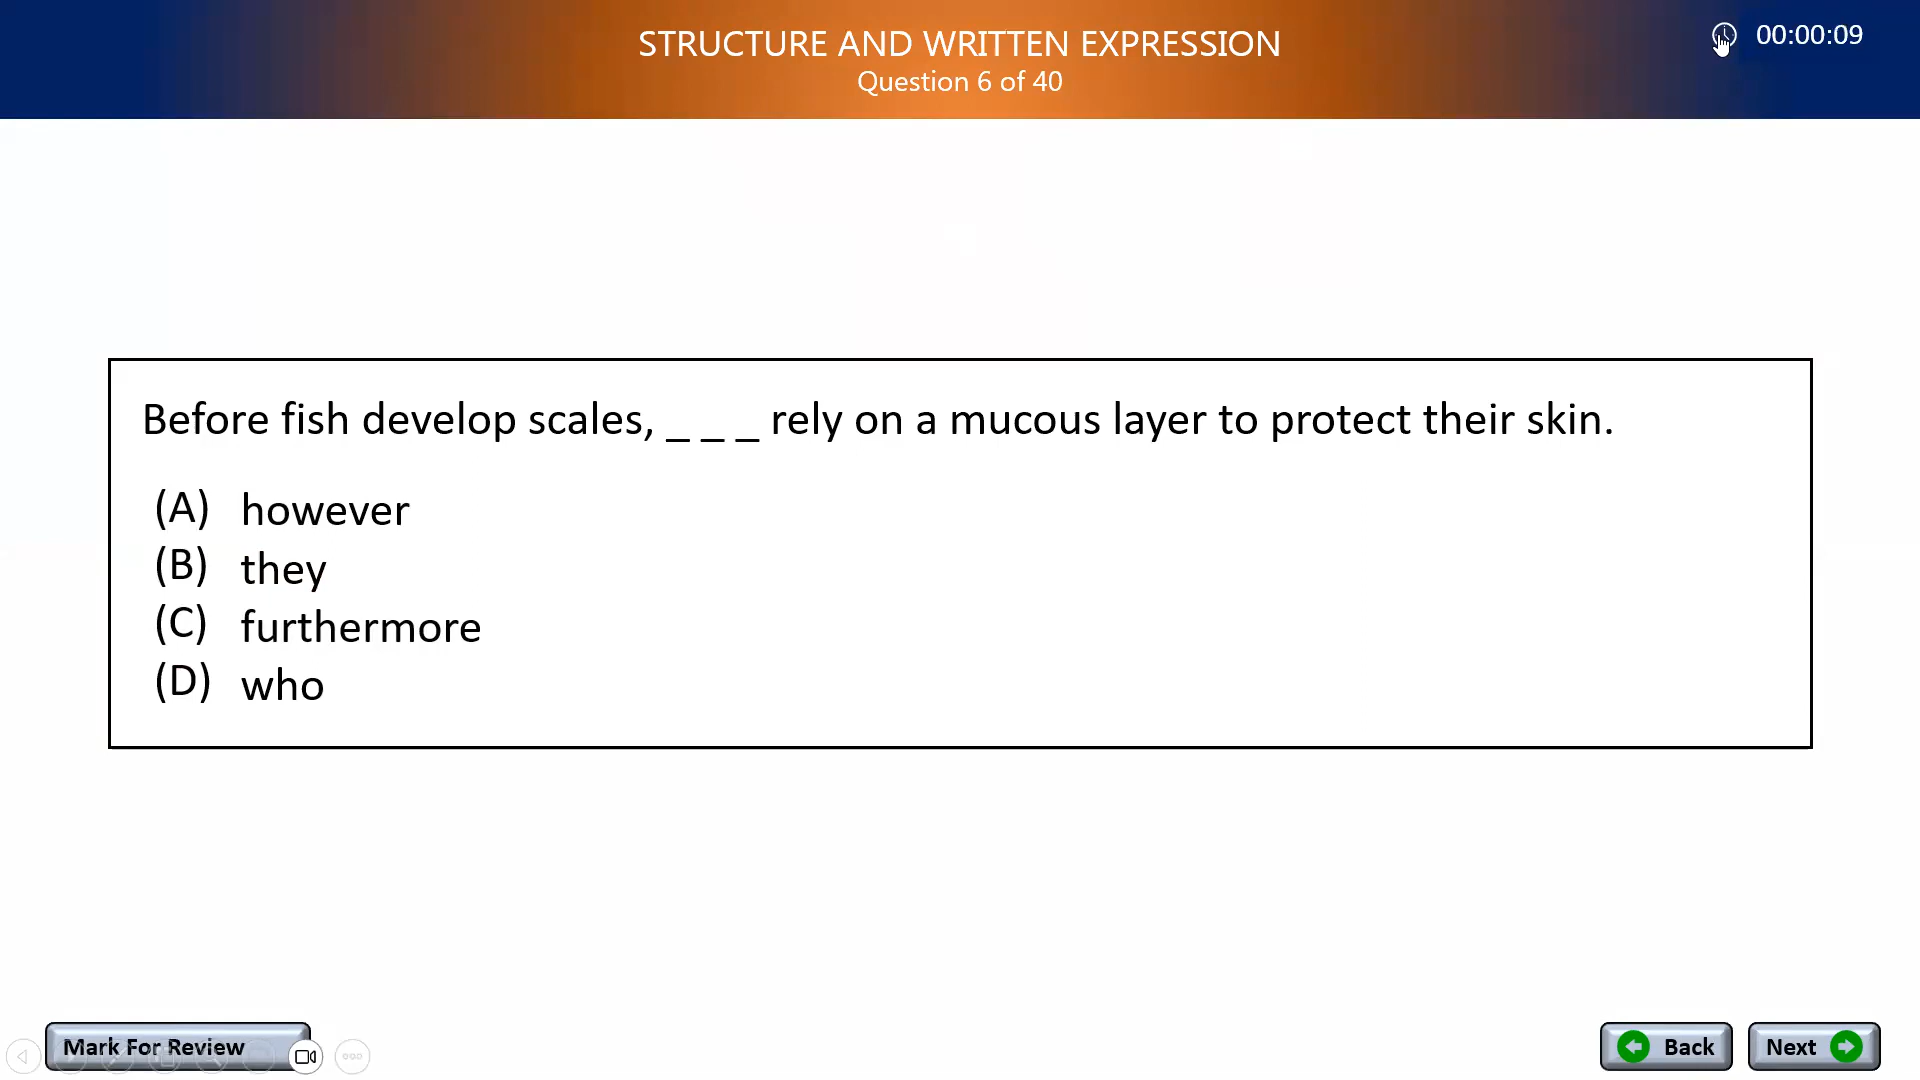 STRUCTURE AND WRITTEN EXPRESSION
Question 6 of 40
00:00:09
Before fish develop scales, _ _ _ rely on a mucous layer to protect their skin.
(A) however
(B) they
(C) furthermore
(D) who
Mark For Review
Back
Next